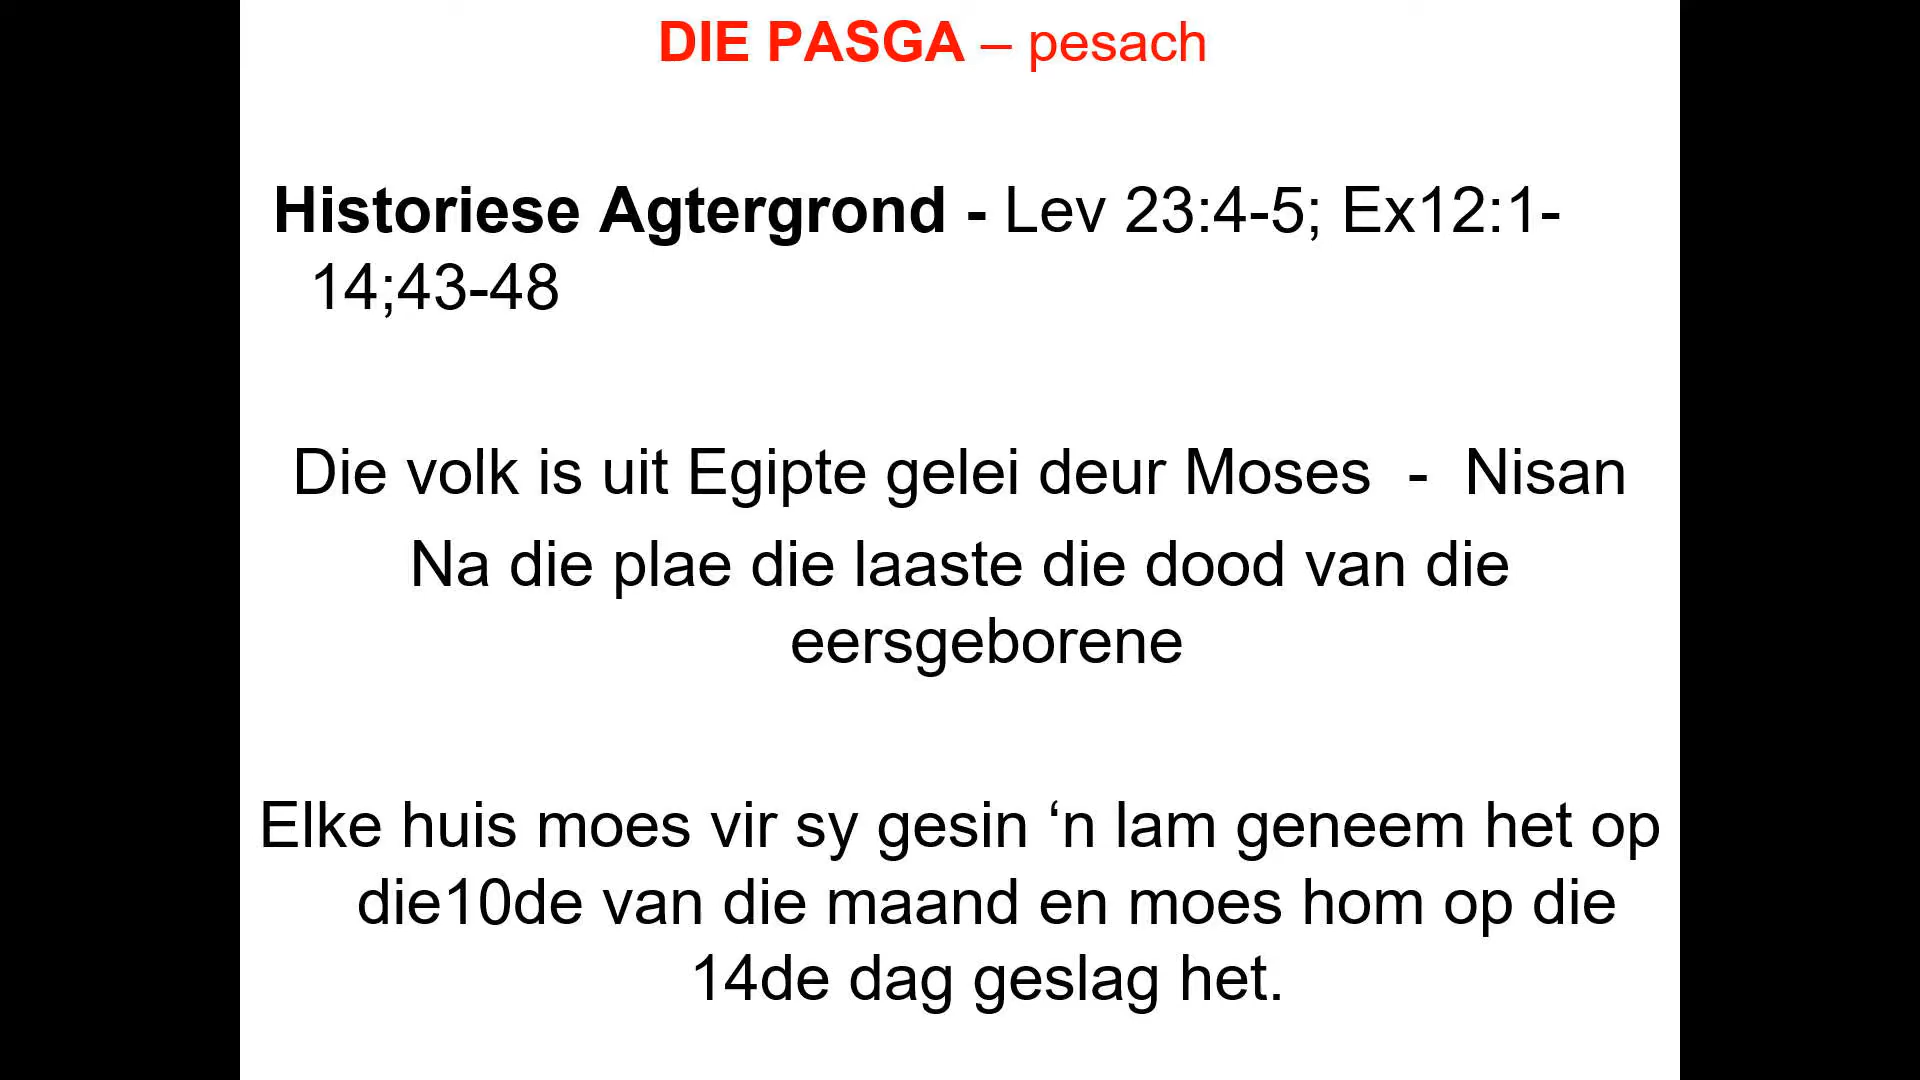 DIE PASGA – pesach
Historiese Agtergrond - Lev 23:4-5; Ex12:1-
14;43-48
Die volk is uit Egipte gelei deur Moses  -  Nisan
Na die plae die laaste die dood van die
eersgeborene
Elke huis moes vir sy gesin ‘n lam geneem het op
die10de van die maand en moes hom op die
14de dag geslag het.